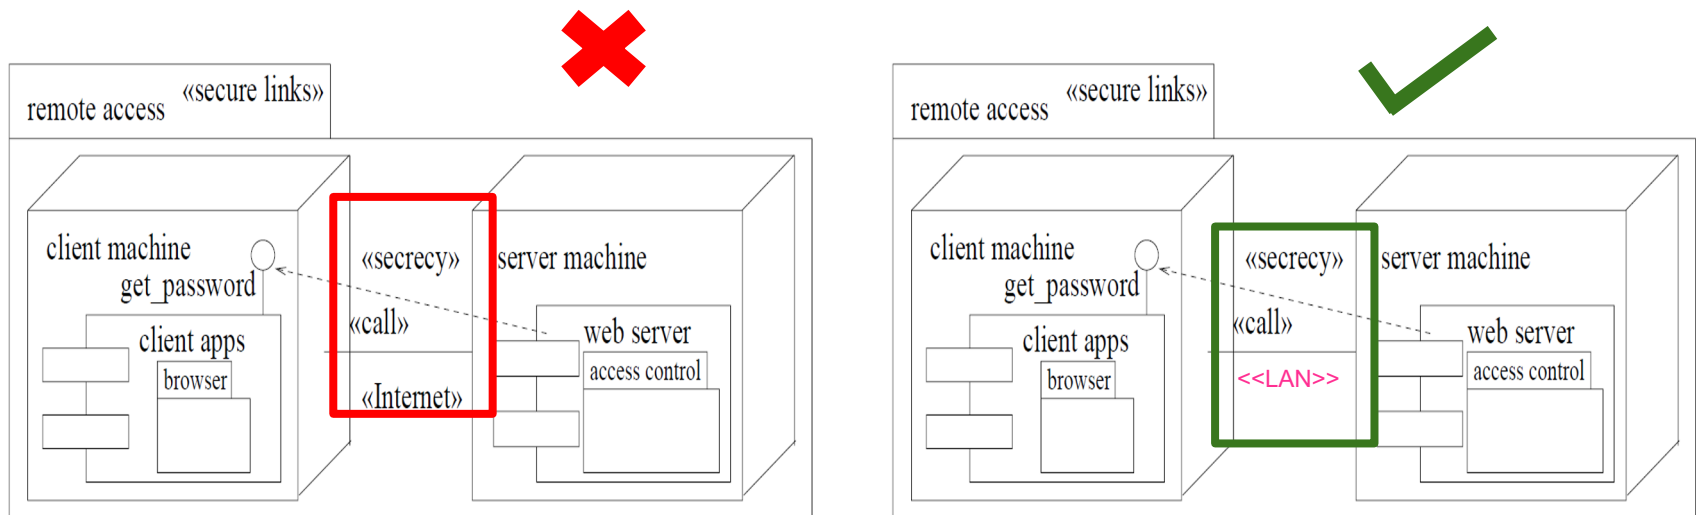 remote access «secure links»
client machine
get_password
client apps
browser
«secrecy»
«call»
«Internet»
server machine
web server
access control
remote access «secure links»
client machine
get_password
client apps
browser
«secrecy»
«call»
<<LAN>>
server machine
web server
access control